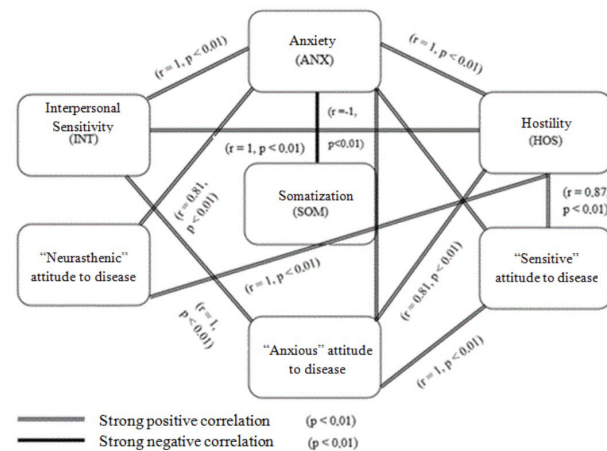 Anxiety
(ANX)
(r = 1, p < 0.01)
(r = 1, p < 0.01)
Interpersonal
Sensitivity
(INT)
Hostility
(HOS)
(r =-1,
p<0.01)
(r = 1, p < 0.01)
Somatization
(SOM)
(r = 0.81,
p < 0.01)
(r = 0.87,
p < 0.01)
"Neurasthenic"
attitude to disease
"Sensitive"
attitude to disease
(r = 1, p < 0.01)
(r = 0.81, p < 0.01)
(r = 1,
p < 0.01)
"Anxious" attitude
to disease
(r = 1, p < 0.01)
Strong positive correlation (p < 0,01)
Strong negative correlation (p < 0,01)